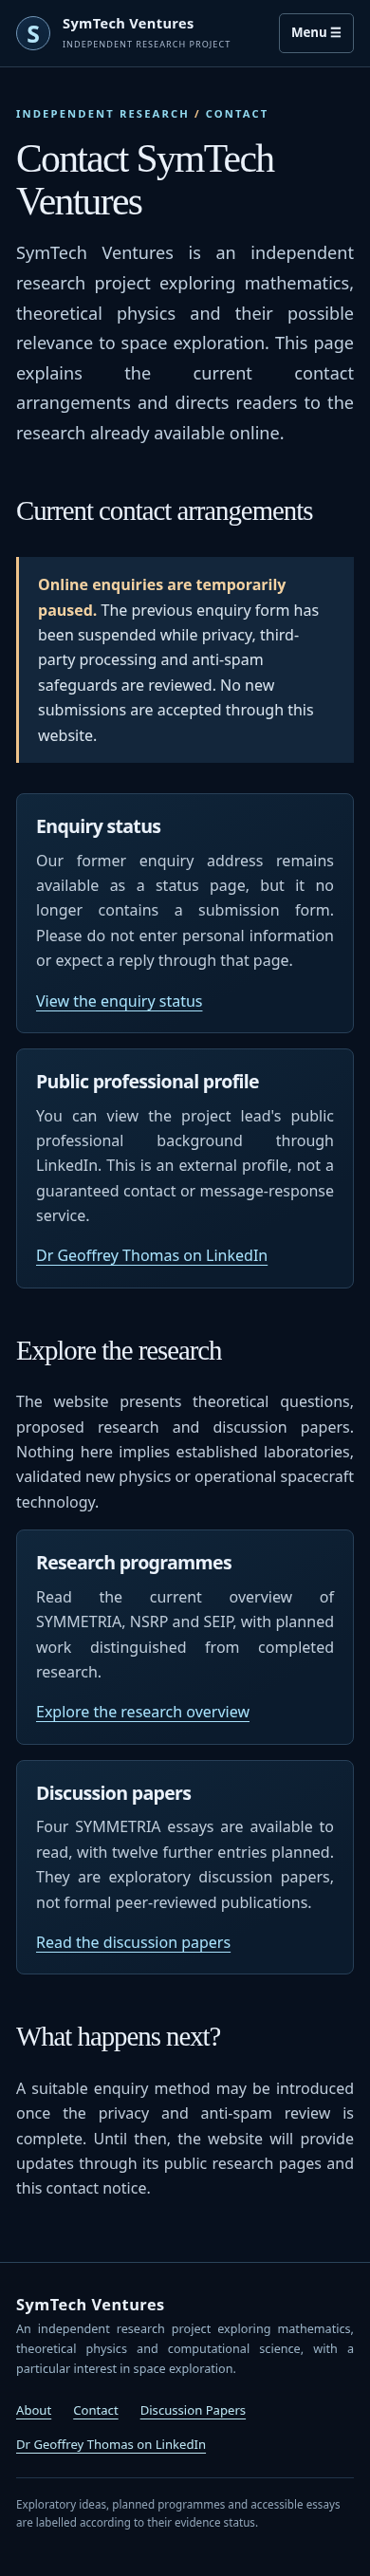 S
SymTech Ventures
INDEPENDENT RESEARCH PROJECT
Menu ☰
INDEPENDENT RESEARCH / CONTACT
Contact SymTech
Ventures
SymTech Ventures is an independent
research project exploring mathematics,
theoretical physics and their possible
relevance to space exploration. This page
explains the current contact
arrangements and directs readers to the
research already available online.
Current contact arrangements
Online enquiries are temporarily
paused. The previous enquiry form has
been suspended while privacy, third-
party processing and anti-spam
safeguards are reviewed. No new
submissions are accepted through this
website.
Enquiry status
Our former enquiry address remains
available as a status page, but it no
longer contains a submission form.
Please do not enter personal information
or expect a reply through that page.
View the enquiry status
Public professional profile
You can view the project lead's public
professional background through
LinkedIn. This is an external profile, not a
guaranteed contact or message-response
service.
Dr Geoffrey Thomas on LinkedIn
Explore the research
The website presents theoretical questions,
proposed research and discussion papers.
Nothing here implies established laboratories,
validated new physics or operational spacecraft
technology.
Research programmes
Read the current overview of
SYMMETRIA, NSRP and SEIP, with planned
work distinguished from completed
research.
Explore the research overview
Discussion papers
Four SYMMETRIA essays are available to
read, with twelve further entries planned.
They are exploratory discussion papers,
not formal peer-reviewed publications.
Read the discussion papers
What happens next?
A suitable enquiry method may be introduced
once the privacy and anti-spam review is
complete. Until then, the website will provide
updates through its public research pages and
this contact notice.
SymTech Ventures
An independent research project exploring mathematics,
theoretical physics and computational science, with a
particular interest in space exploration.
About Contact Discussion Papers
Dr Geoffrey Thomas on LinkedIn
Exploratory ideas, planned programmes and accessible essays
are labelled according to their evidence status.